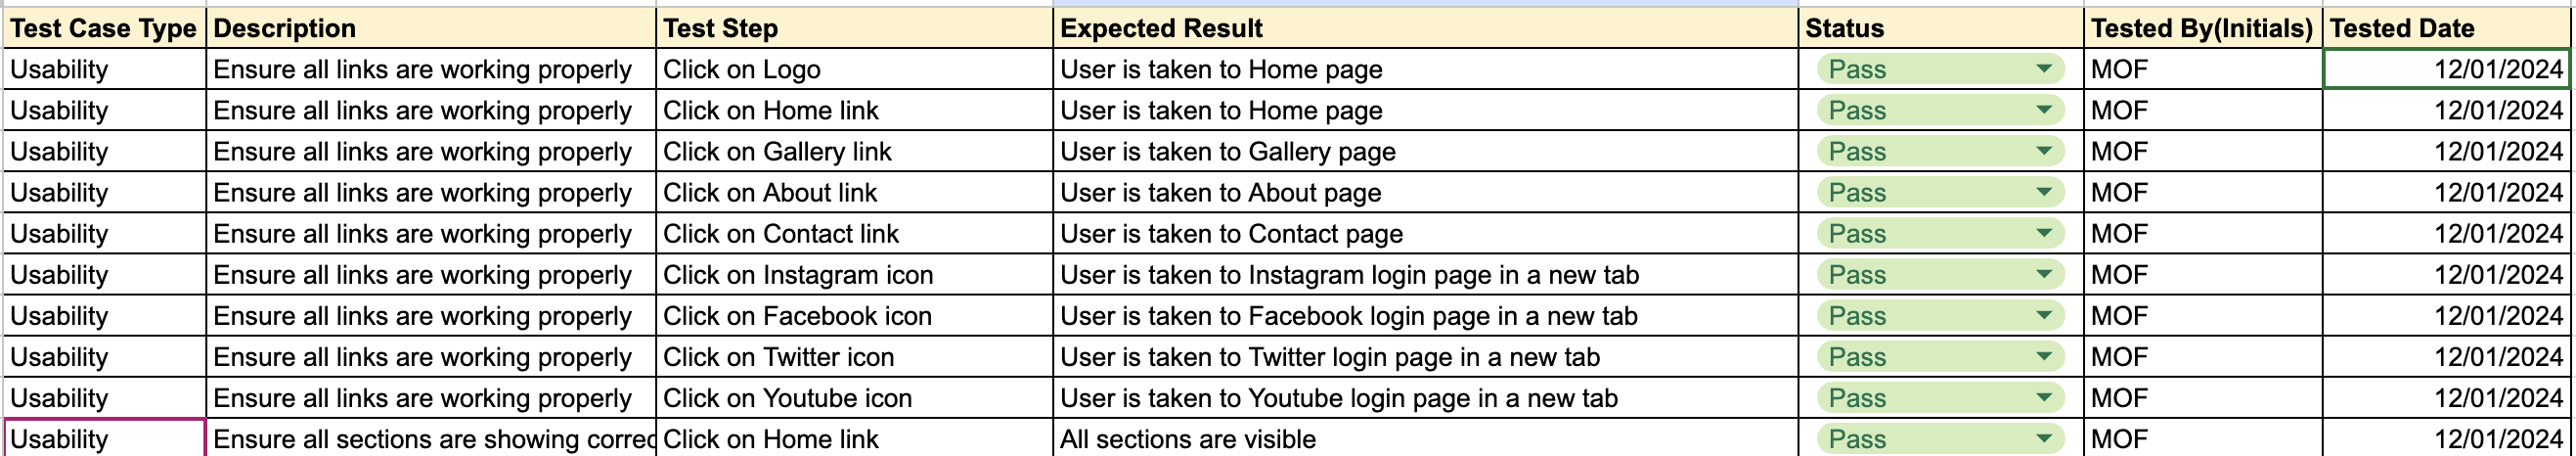 Test Case Type Description Test Step Expected Result Status Tested By(Initials) Tested Date
Usability Ensure all links are working properly Click on Logo User is taken to Home page Pass MOF 12/01/2024
Usability Ensure all links are working properly Click on Home link User is taken to Home page Pass MOF 12/01/2024
Usability Ensure all links are working properly Click on Gallery link User is taken to Gallery page Pass MOF 12/01/2024
Usability Ensure all links are working properly Click on About link User is taken to About page Pass MOF 12/01/2024
Usability Ensure all links are working properly Click on Contact link User is taken to Contact page Pass MOF 12/01/2024
Usability Ensure all links are working properly Click on Instagram icon User is taken to Instagram login page in a new tab Pass MOF 12/01/2024
Usability Ensure all links are working properly Click on Facebook icon User is taken to Facebook login page in a new tab Pass MOF 12/01/2024
Usability Ensure all links are working properly Click on Twitter icon User is taken to Twitter login page in a new tab Pass MOF 12/01/2024
Usability Ensure all links are working properly Click on Youtube icon User is taken to Youtube login page in a new tab Pass MOF 12/01/2024
Usability Ensure all sections are showing correc Click on Home link All sections are visible Pass MOF 12/01/2024